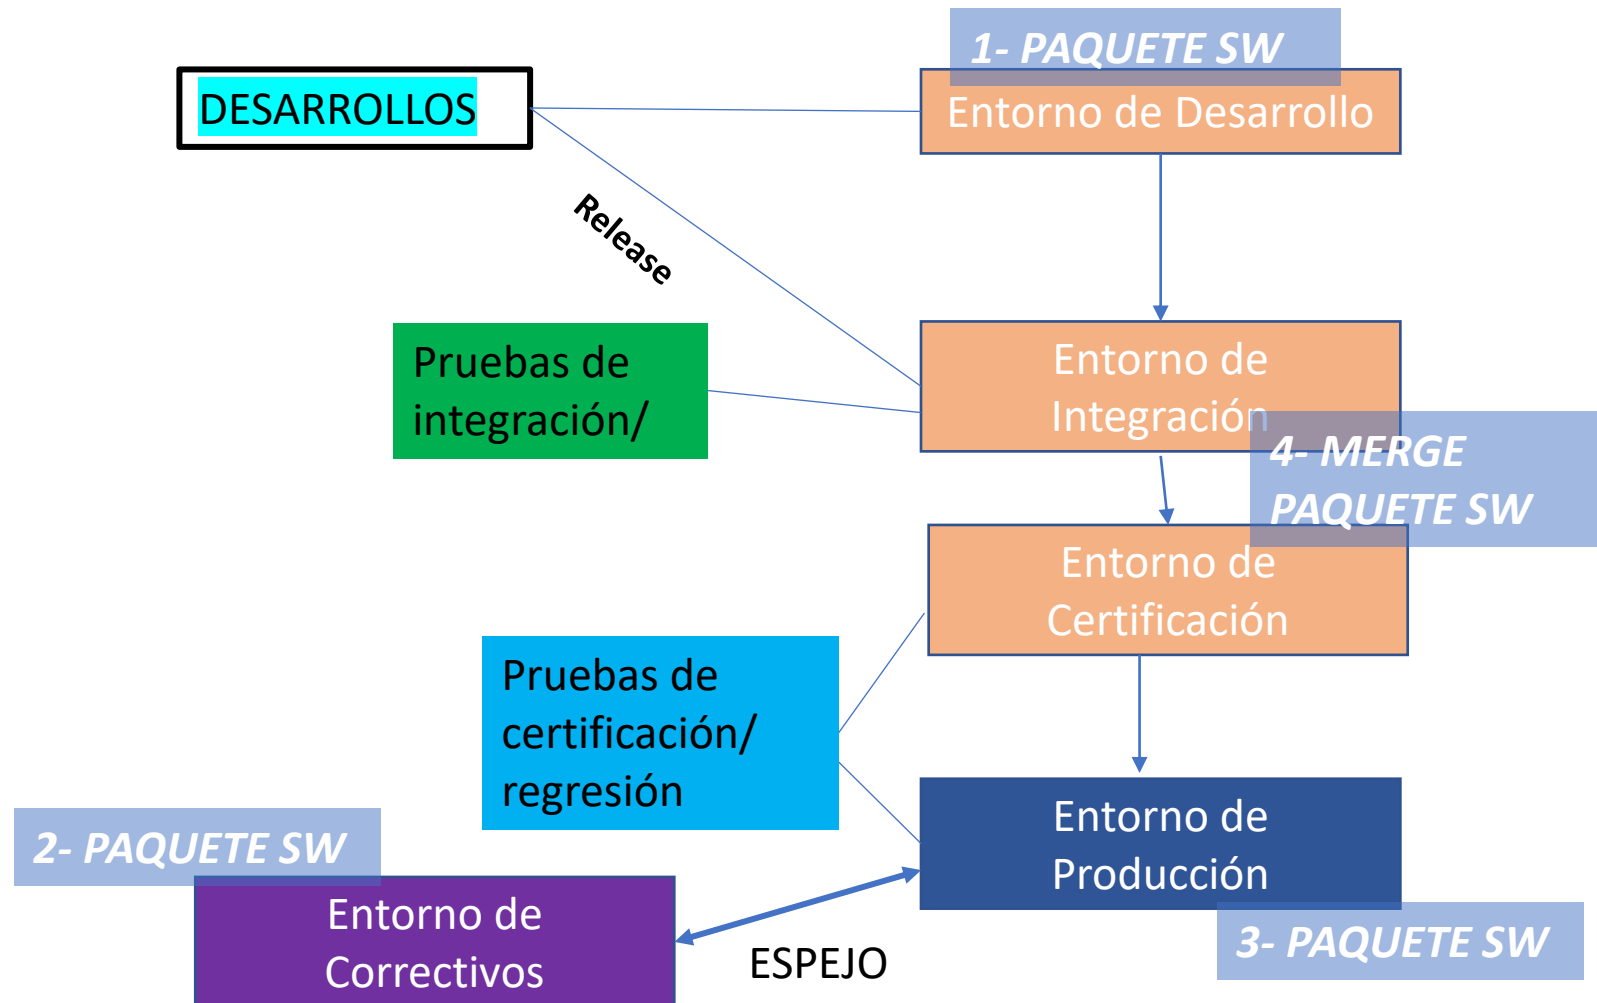 1- PAQUETE SW
DESARROLLOS
Entorno de Desarrollo
Release
Pruebas de
integración/
Entorno de
Integración
4- MERGE
PAQUETE SW
Entorno de
Certificación
Pruebas de
certificación/
regresión
Entorno de
Producción
2- PAQUETE SW
Entorno de
Correctivos
ESPEJO
3- PAQUETE SW